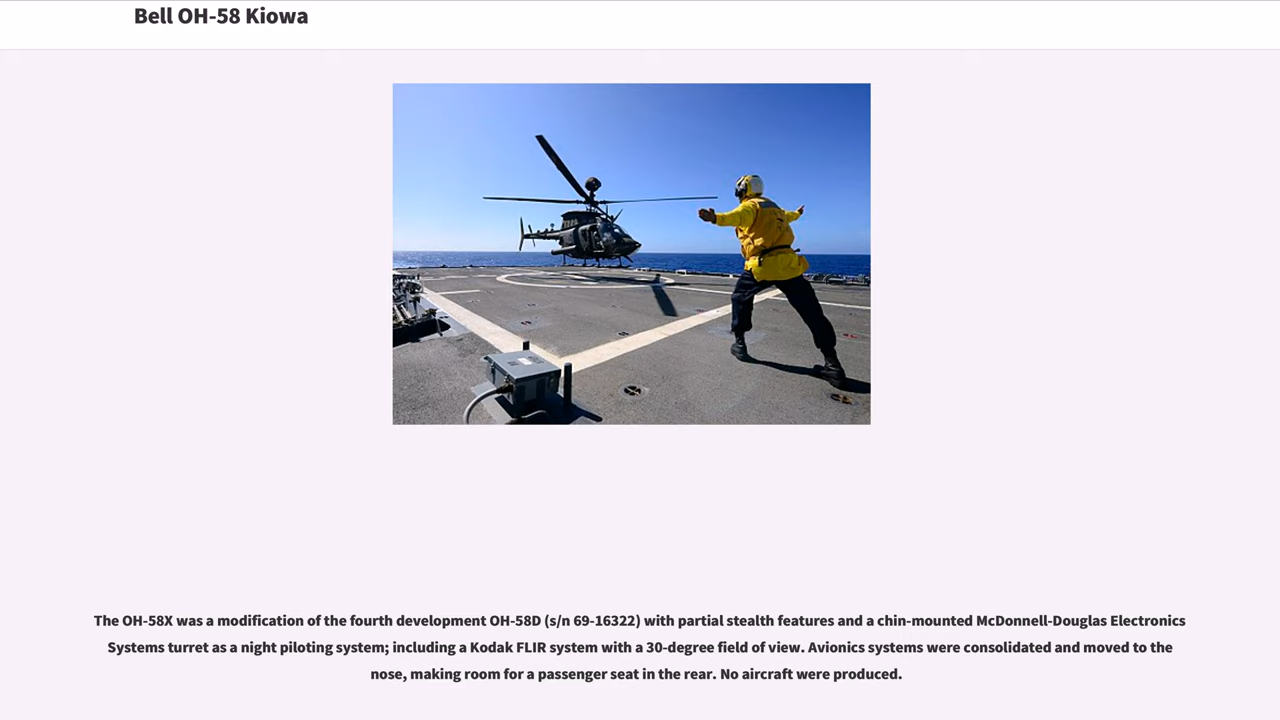 Bell OH-58 Kiowa
The OH-58X was a modification of the fourth development OH-58D (s/n 69-16322) with partial stealth features and a chin-mounted McDonnell-Douglas Electronics
Systems turret as a night piloting system; including a Kodak FLIR system with a 30-degree field of view. Avionics systems were consolidated and moved to the
nose, making room for a passenger seat in the rear. No aircraft were produced.